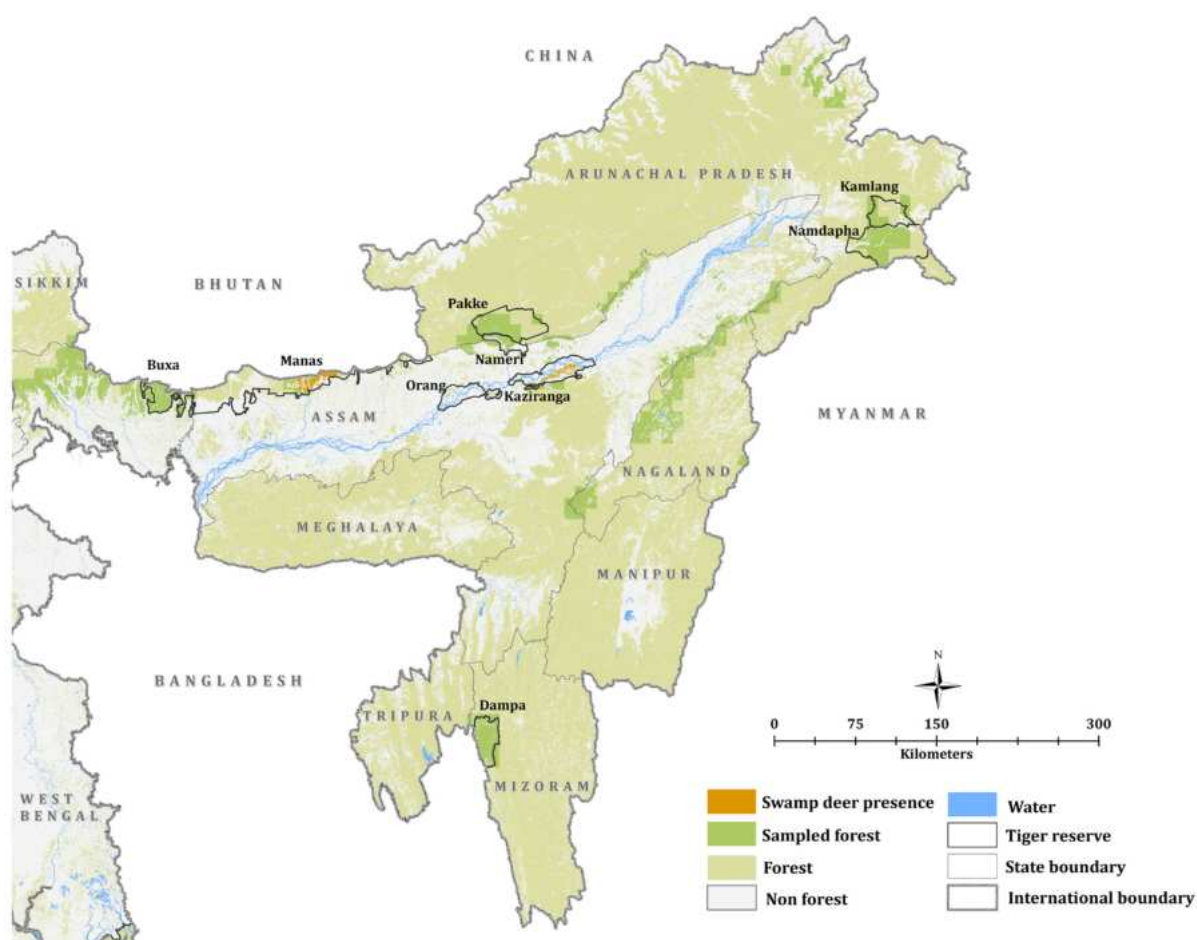 CHINA
ARUNACHAL PRADESH
Kamlang
Namdapha
SIKKIM
BHUTAN
Pakke
Buxa
Manas
Nameri
Orang
Kaziranga
ASSAM
MYANMAR
NAGALAND
MEGHALAYA
MANIPUR
N
BANGLADESH
Dampa
TRIPURA
0 75 150 300
Kilometers
MIZORAM
WEST
BENGAL
Swamp deer presence
Sampled forest
Forest
Non forest
Water
Tiger reserve
State boundary
International boundary